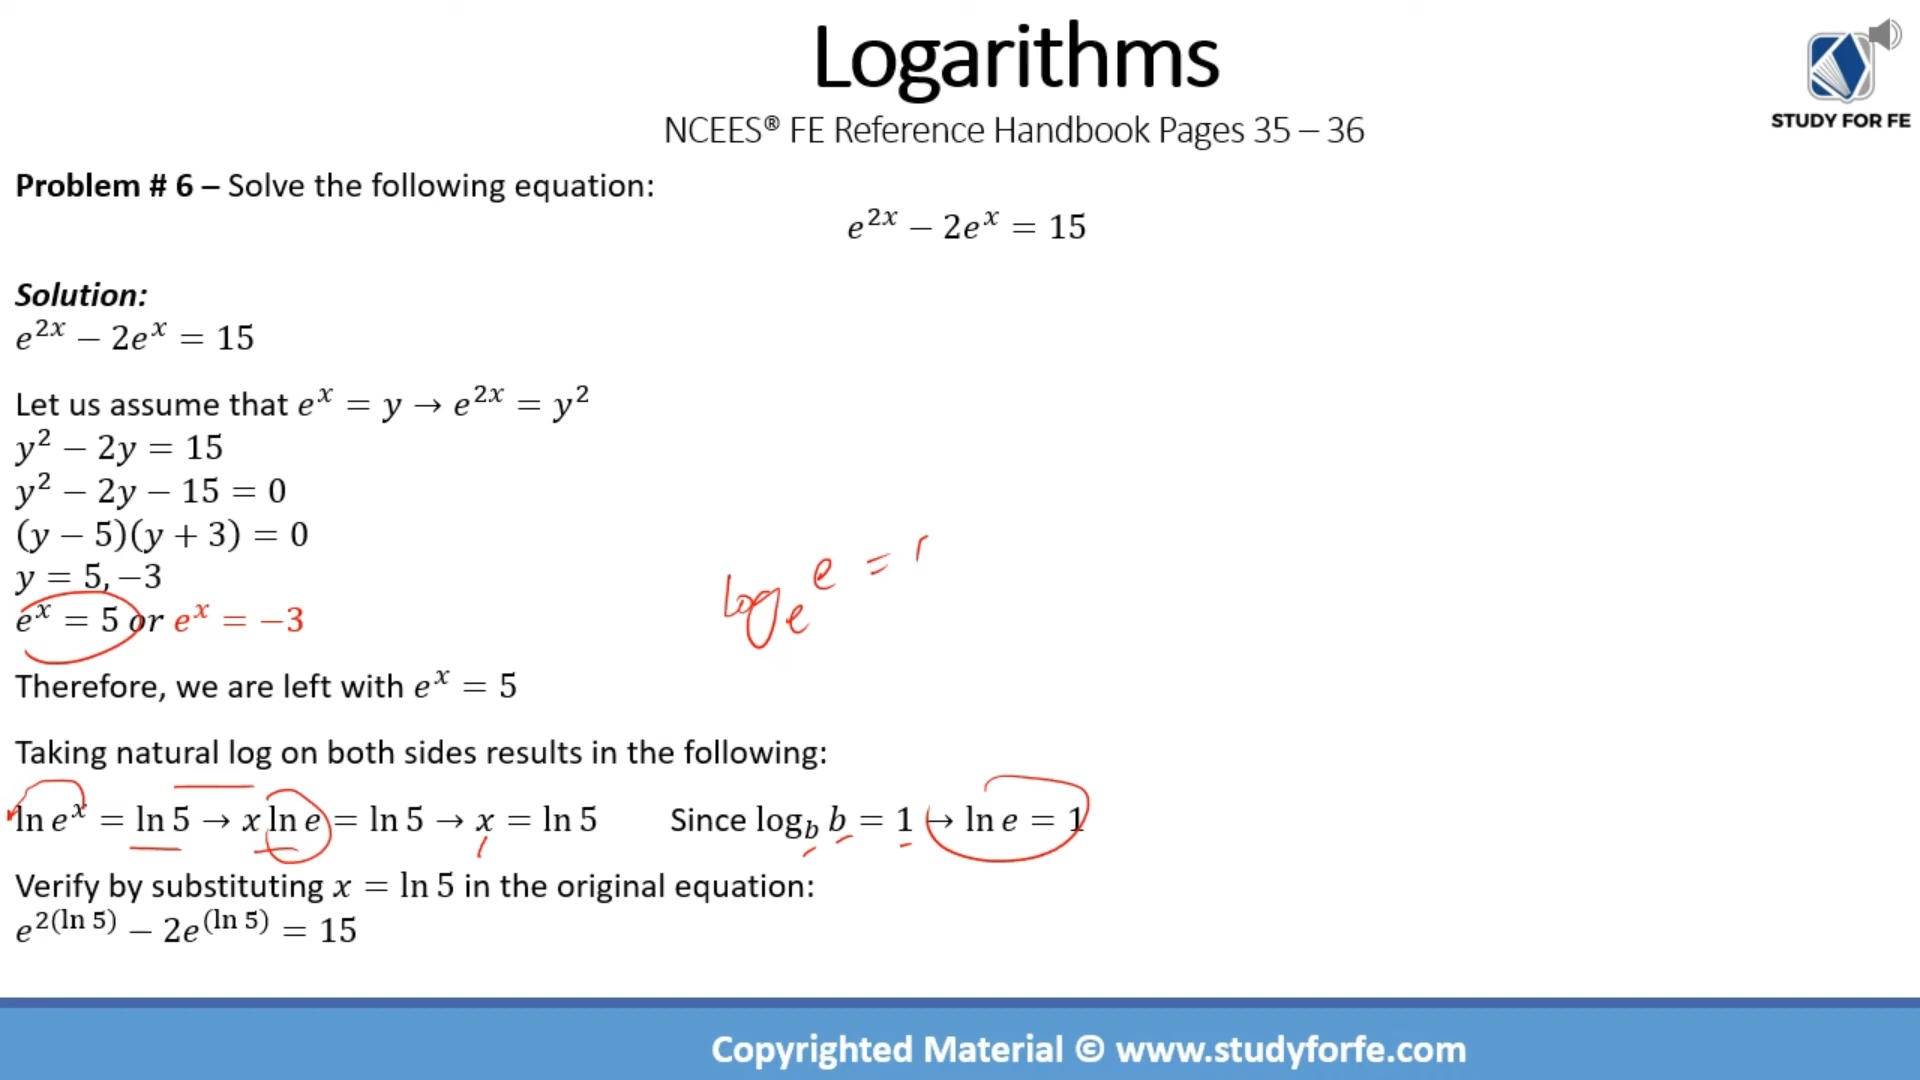 Logarithms
STUDY FOR FE
NCEES® FE Reference Handbook Pages 35 – 36
Problem # 6 – Solve the following equation:
e^{2x} − 2e^x = 15
Solution:
e^{2x} − 2e^x = 15
Let us assume that e^x = y → e^{2x} = y^2
y^2 − 2y = 15
y^2 − 2y − 15 = 0
(y − 5)(y + 3) = 0
y = 5, −3
e^x = 5 or e^x = −3
log_e e =
Therefore, we are left with e^x = 5
Taking natural log on both sides results in the following:
ln e^x = ln 5 → x ln e = ln 5 → x = ln 5 Since log_b b = 1 → ln e = 1
Verify by substituting x = ln 5 in the original equation:
e^{2(ln 5)} − 2e^{(ln 5)} = 15
Copyrighted Material © www.studyforfe.com